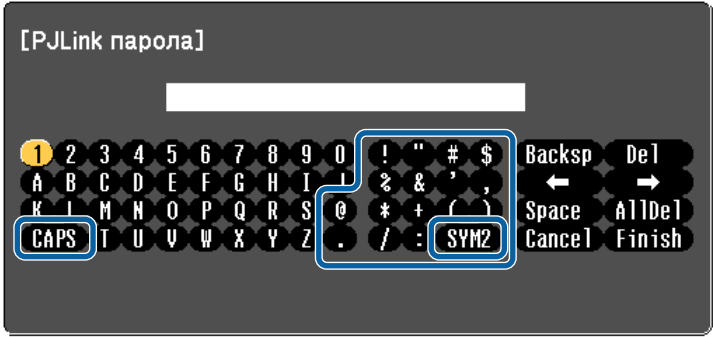 [PJLink парола]
1 2 3 4 5 6 7 8 9 0 ! " # $ Backsp Del
A B C D E F G H I J % & ' , ← →
K L M N O P Q R S @ * + ( ) Space AllDel
CAPS T U V W X Y Z . / : SYM2 Cancel Finish